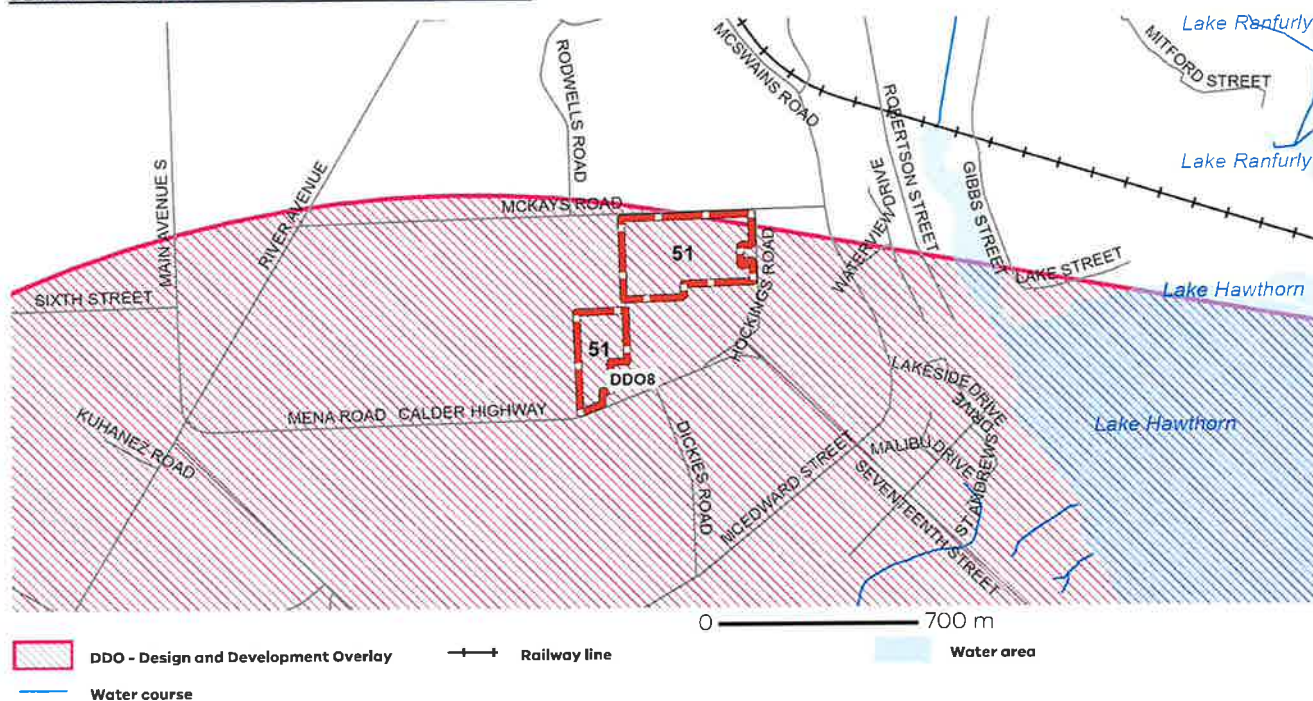 Lake Ranfurly
MITFORD STREET
MCSWAINS ROAD
RODWELLS ROAD
ROBERTSON STREET
Lake Ranfurly
MAIN AVENUE S
RIVER AVENUE
GIBBS STREET
WATERVIEW DRIVE
MCKAYS ROAD
51
HOCKINGS ROAD
LAKE STREET
Lake Hawthorn
SIXTH STREET
51
DDO8
LAKESIDE DRIVE
MENA ROAD CALDER HIGHWAY
KUHANEZ ROAD
DICKIES ROAD
MCEDWARD STREET
MALIBU DRIVE
ST ANDREWS DRIVE
Lake Hawthorn
SEVENTEENTH STREET
0 700 m
DDO - Design and Development Overlay
Railway line
Water area
Water course